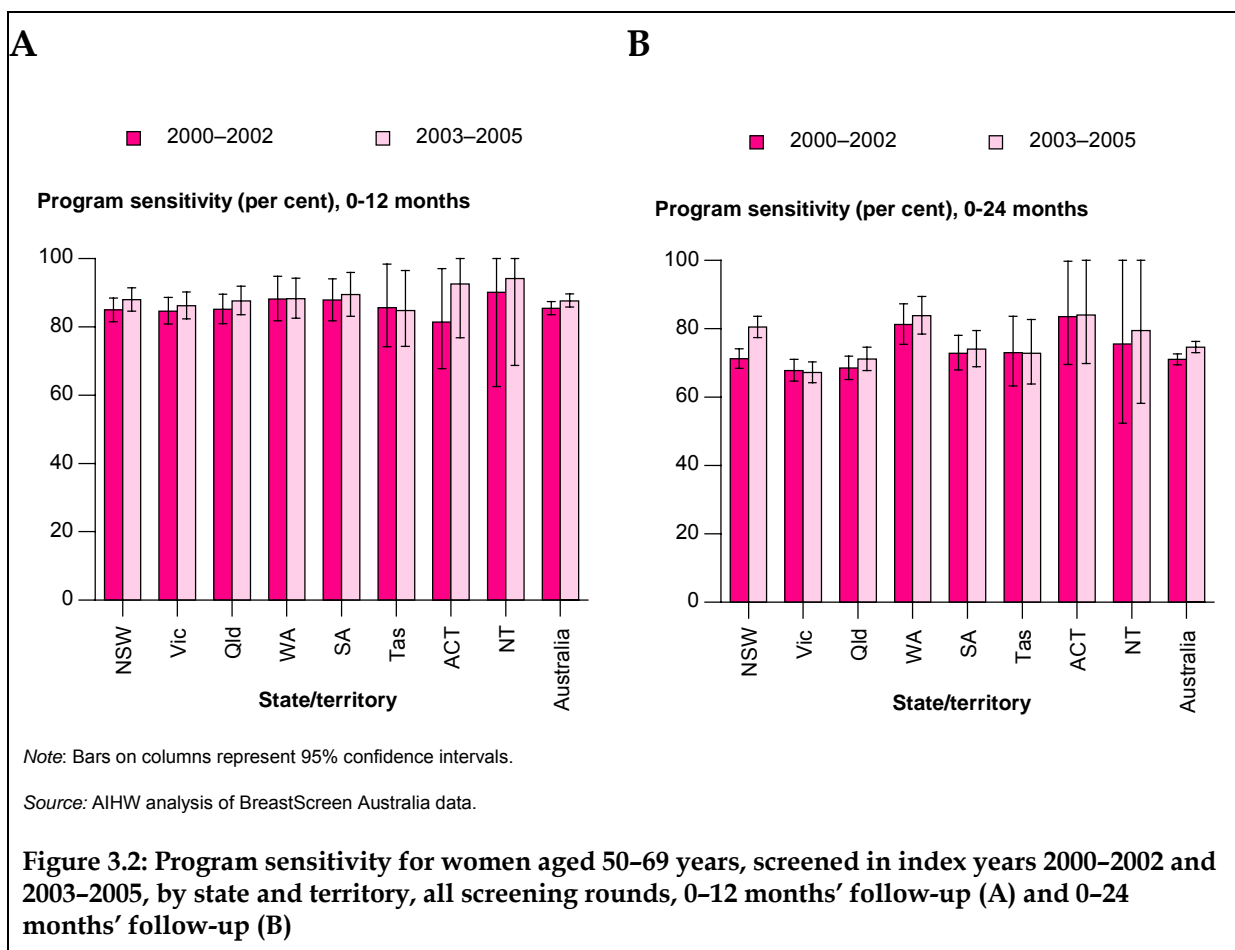 A
2000–2002
2003–2005
Program sensitivity (per cent), 0-12 months
100
80
60
40
20
0
NSW
Vic
Qld
WA
SA
Tas
ACT
NT
Australia
State/territory
B
2000–2002
2003–2005
Program sensitivity (per cent), 0-24 months
100
80
60
40
20
0
NSW
Vic
Qld
WA
SA
Tas
ACT
NT
Australia
State/territory
Note: Bars on columns represent 95% confidence intervals.
Source: AIHW analysis of BreastScreen Australia data.
Figure 3.2: Program sensitivity for women aged 50–69 years, screened in index years 2000–2002 and
2003–2005, by state and territory, all screening rounds, 0–12 months’ follow-up (A) and 0–24
months’ follow-up (B)